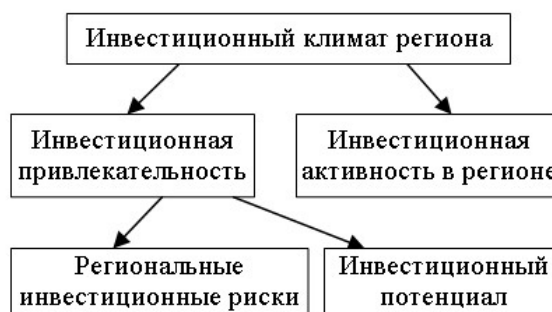 Инвестиционный климат региона
Инвестиционная
привлекательность
Инвестиционная
активность в регионе
Региональные
инвестиционные риски
Инвестиционный
потенциал